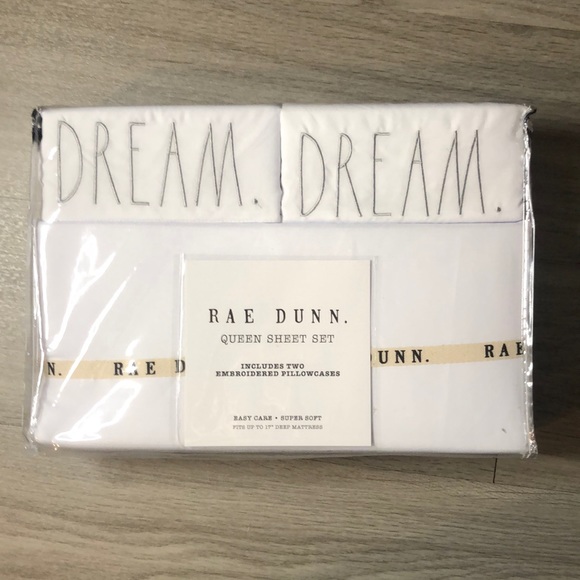 DREAM.
DREAM.
RAE DUNN.
QUEEN SHEET SET
N. RAE D UNN. RAE
INCLUDES TWO
EMBROIDERED PILLOWCASES
EASY CARE • SUPER SOFT
FITS UP TO 17" DEEP MATTRESS